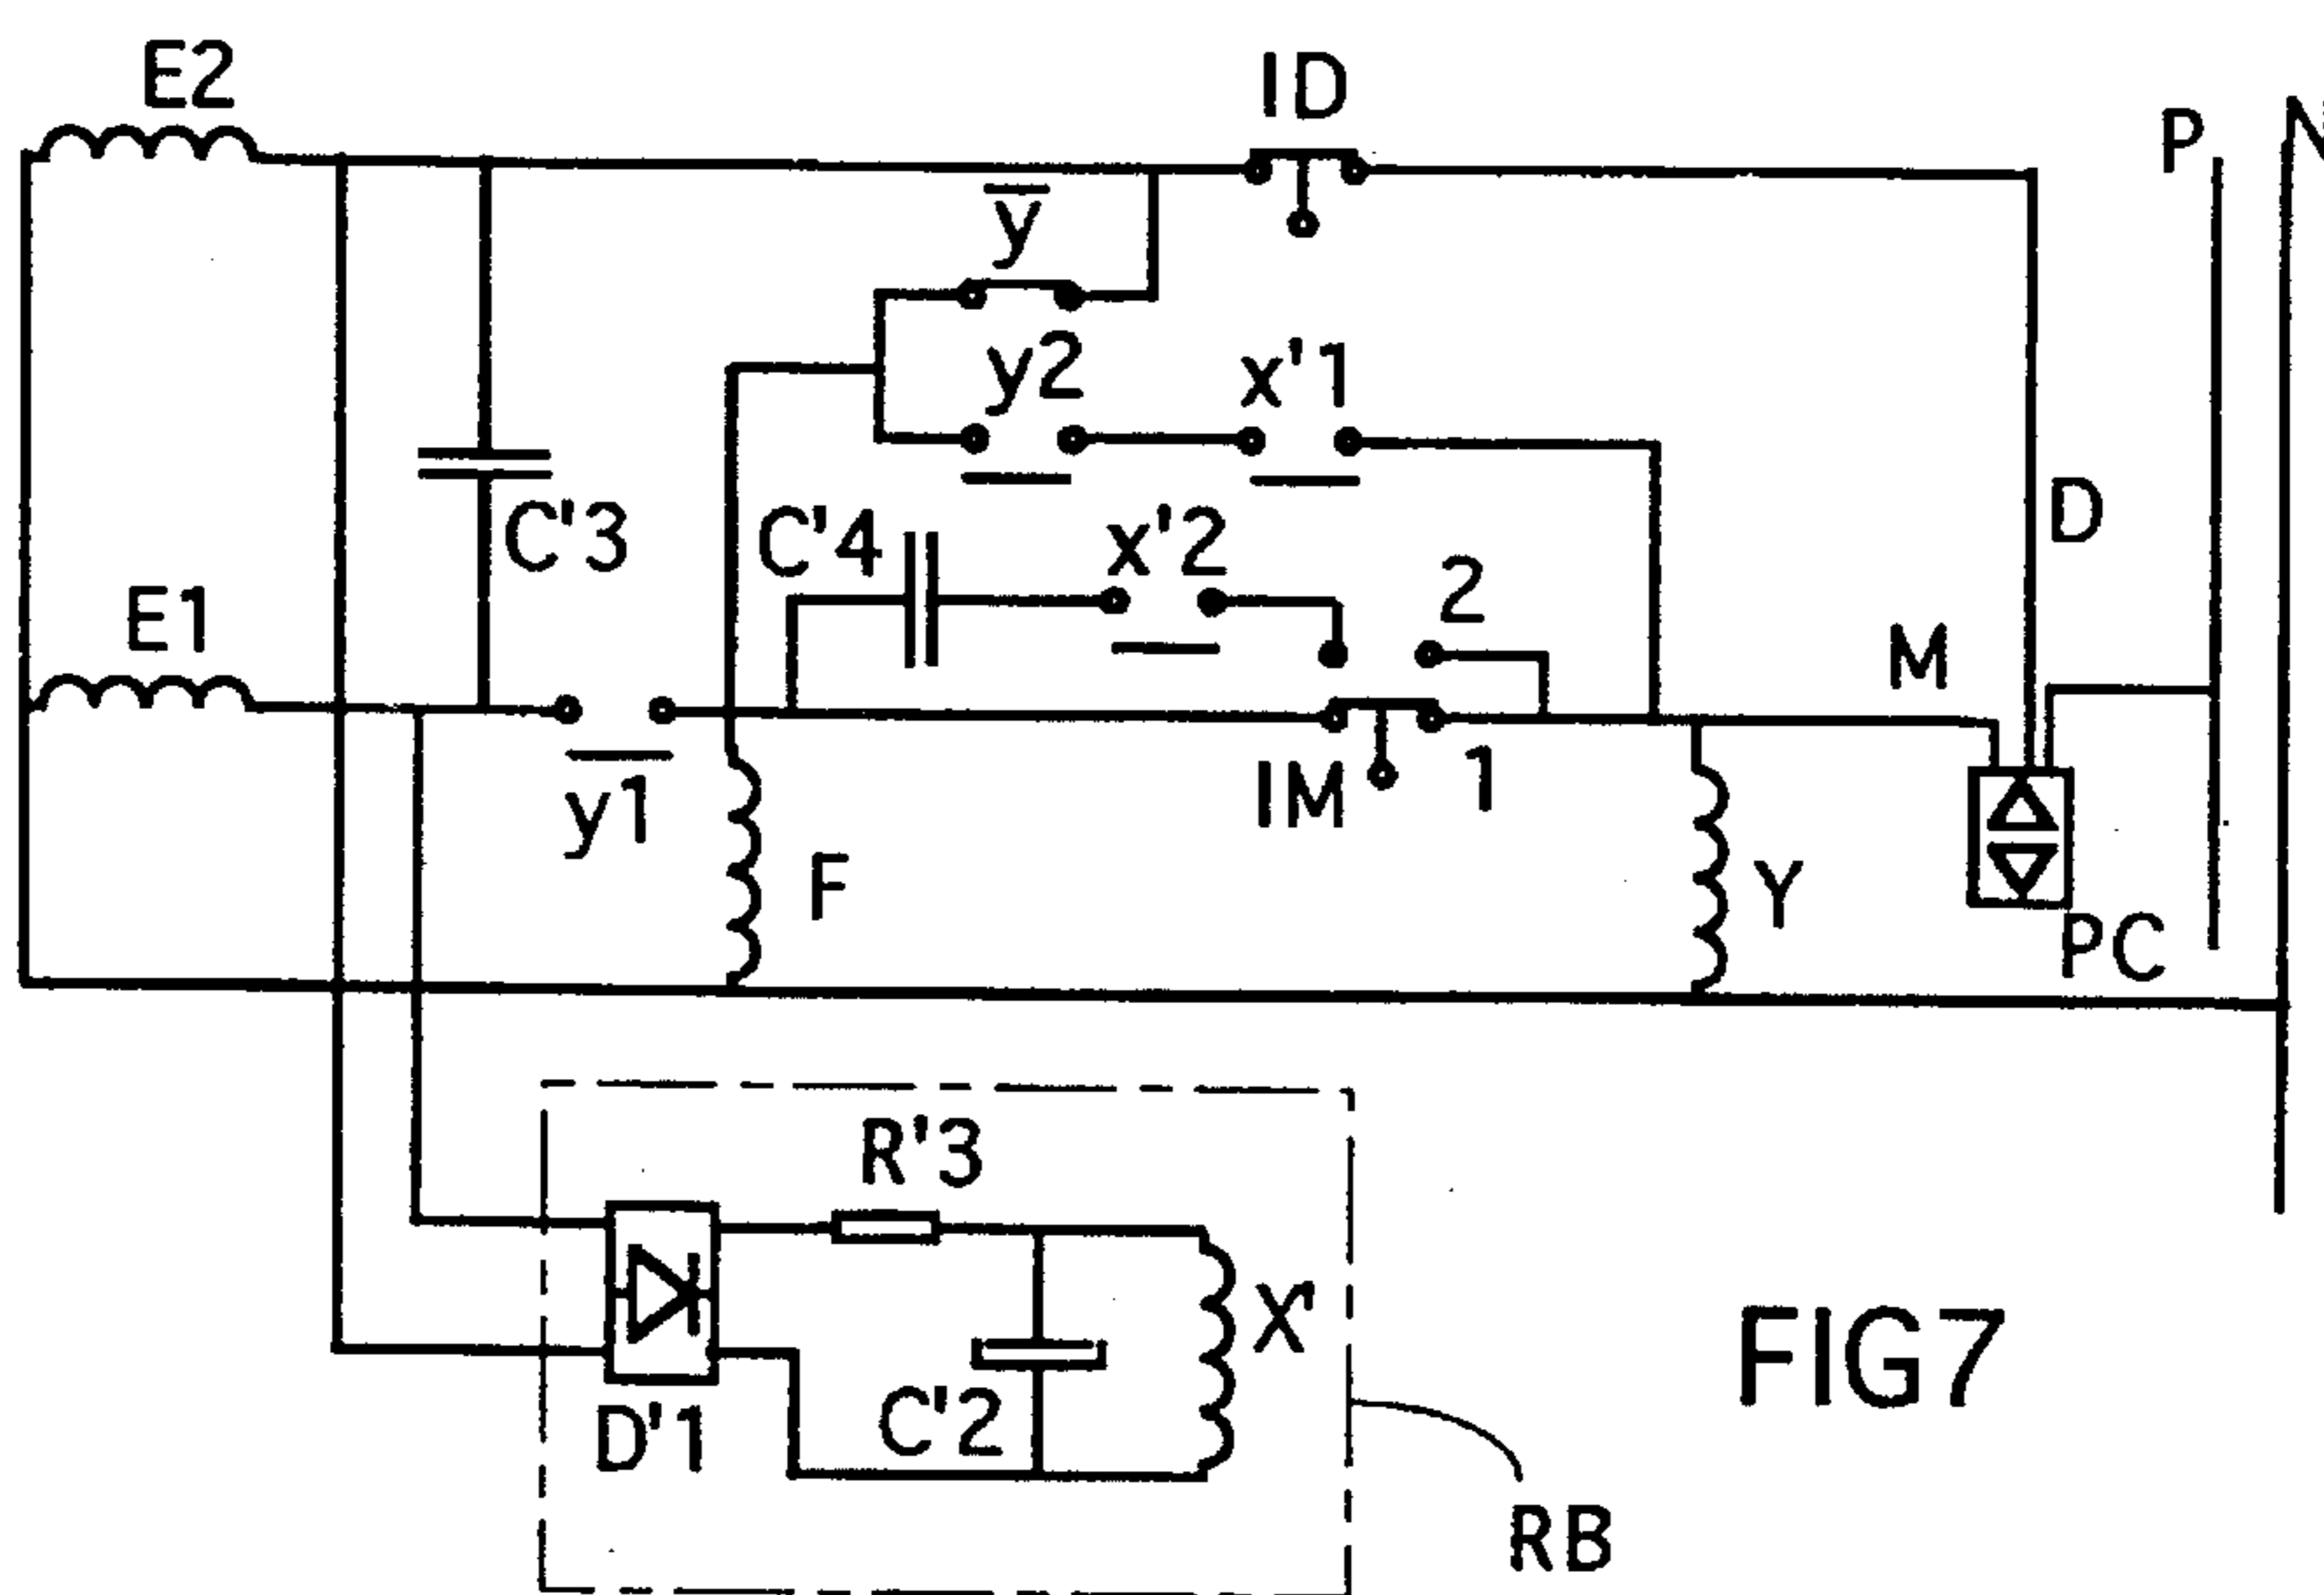 E2
ID
P
N
y
y2
x'1
C'3
C'4
x'2
2
D
E1
M
y1
IM
1
F
Y
PC
R'3
X'
D'1
C'2
RB
FIG7